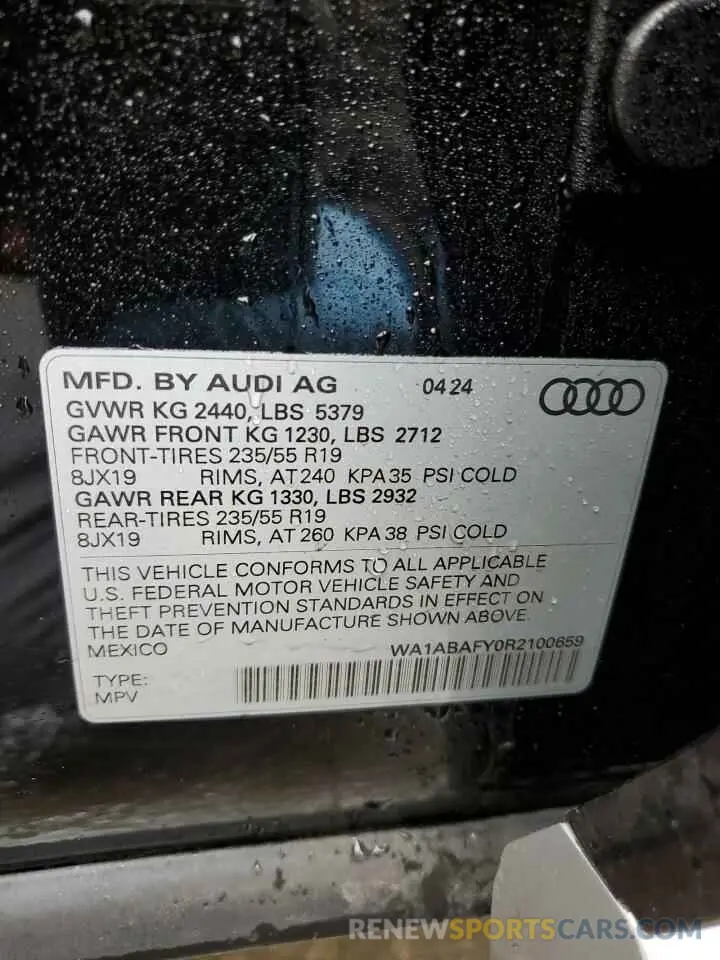 MFD. BY AUDI AG 04 24
GVWR KG 2440, LBS 5379
GAWR FRONT KG 1230, LBS 2712
FRONT-TIRES 235/55 R19
8JX19 RIMS, AT 240 KPA 35 PSI COLD
GAWR REAR KG 1330, LBS 2932
REAR-TIRES 235/55 R19
8JX19 RIMS, AT 260 KPA 38 PSI COLD
THIS VEHICLE CONFORMS TO ALL APPLICABLE
U.S. FEDERAL MOTOR VEHICLE SAFETY AND
THEFT PREVENTION STANDARDS IN EFFECT ON
THE DATE OF MANUFACTURE SHOWN ABOVE.
MEXICO WA1ABAFY0R2100659
TYPE:
MPV
RENEWSPORTSCARS.COM